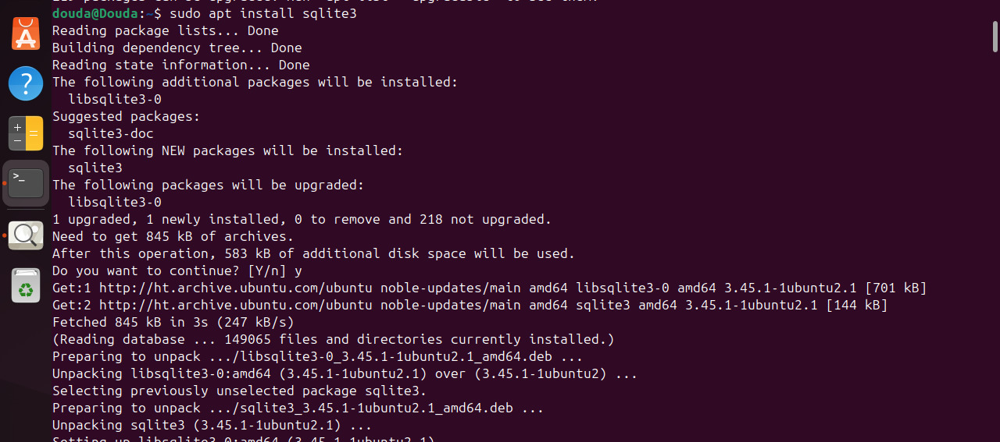 douda@Douda:~$ sudo apt install sqlite3
Reading package lists... Done
Building dependency tree... Done
Reading state information... Done
The following additional packages will be installed:
  libsqlite3-0
Suggested packages:
  sqlite3-doc
The following NEW packages will be installed:
  sqlite3
The following packages will be upgraded:
  libsqlite3-0
1 upgraded, 1 newly installed, 0 to remove and 218 not upgraded.
Need to get 845 kB of archives.
After this operation, 583 kB of additional disk space will be used.
Do you want to continue? [Y/n] y
Get:1 http://ht.archive.ubuntu.com/ubuntu noble-updates/main amd64 libsqlite3-0 amd64 3.45.1-1ubuntu2.1 [701 kB]
Get:2 http://ht.archive.ubuntu.com/ubuntu noble-updates/main amd64 sqlite3 amd64 3.45.1-1ubuntu2.1 [144 kB]
Fetched 845 kB in 3s (247 kB/s)
(Reading database ... 149065 files and directories currently installed.)
Preparing to unpack .../libsqlite3-0_3.45.1-1ubuntu2.1_amd64.deb ...
Unpacking libsqlite3-0:amd64 (3.45.1-1ubuntu2.1) over (3.45.1-1ubuntu2) ...
Selecting previously unselected package sqlite3.
Preparing to unpack .../sqlite3_3.45.1-1ubuntu2.1_amd64.deb ...
Unpacking sqlite3 (3.45.1-1ubuntu2.1) ...
Setting up libsqlite3-0:amd64 (3.45.1-1ubuntu2.1)